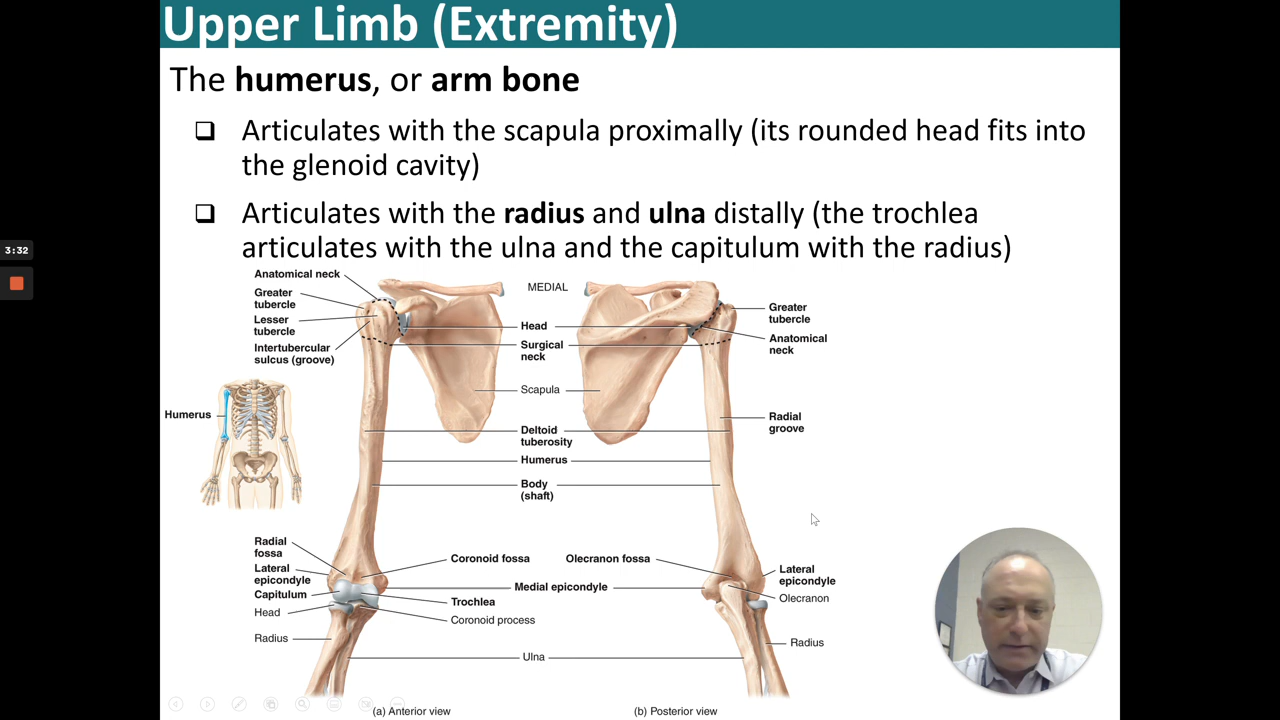 Upper Limb (Extremity)
The humerus, or arm bone
Articulates with the scapula proximally (its rounded head fits into
the glenoid cavity)
Articulates with the radius and ulna distally (the trochlea
articulates with the ulna and the capitulum with the radius)
3:32
Anatomical neck
Greater
tubercle
Lesser
tubercle
Intertubercular
sulcus (groove)
Humerus
Radial
fossa
Lateral
epicondyle
Capitulum
Head
Radius
MEDIAL
Head
Surgical
neck
Scapula
Deltoid
tuberosity
Humerus
Body
(shaft)
Coronoid fossa
Olecranon fossa
Medial epicondyle
Trochlea
Coronoid process
Ulna
Greater
tubercle
Anatomical
neck
Radial
groove
Lateral
epicondyle
Olecranon
Radius
(a) Anterior view
(b) Posterior view